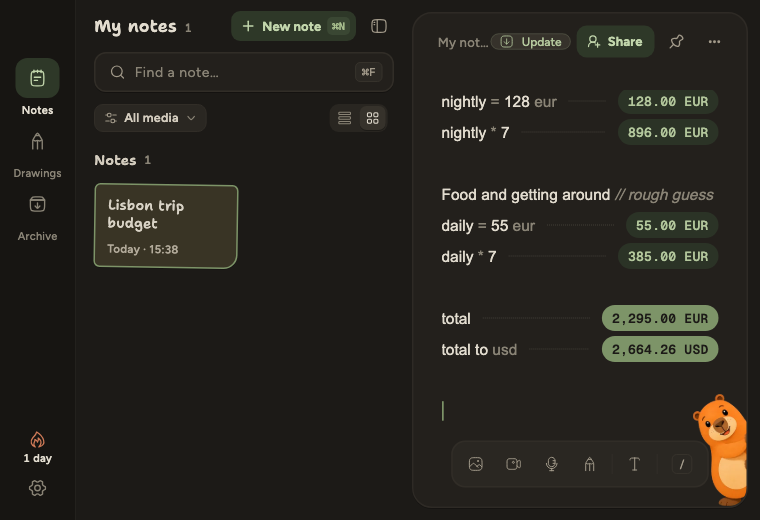 My notes 1
+ New note ⌘N
Find a note... ⌘F
All media
Notes 1
Lisbon trip
budget
Today · 15:38
Notes
Drawings
Archive
1 day
My not... Update Share
nightly = 128 eur 128.00 EUR
nightly * 7 896.00 EUR
Food and getting around // rough guess
daily = 55 eur 55.00 EUR
daily * 7 385.00 EUR
total 2,295.00 EUR
total to usd 2,664.26 USD
/